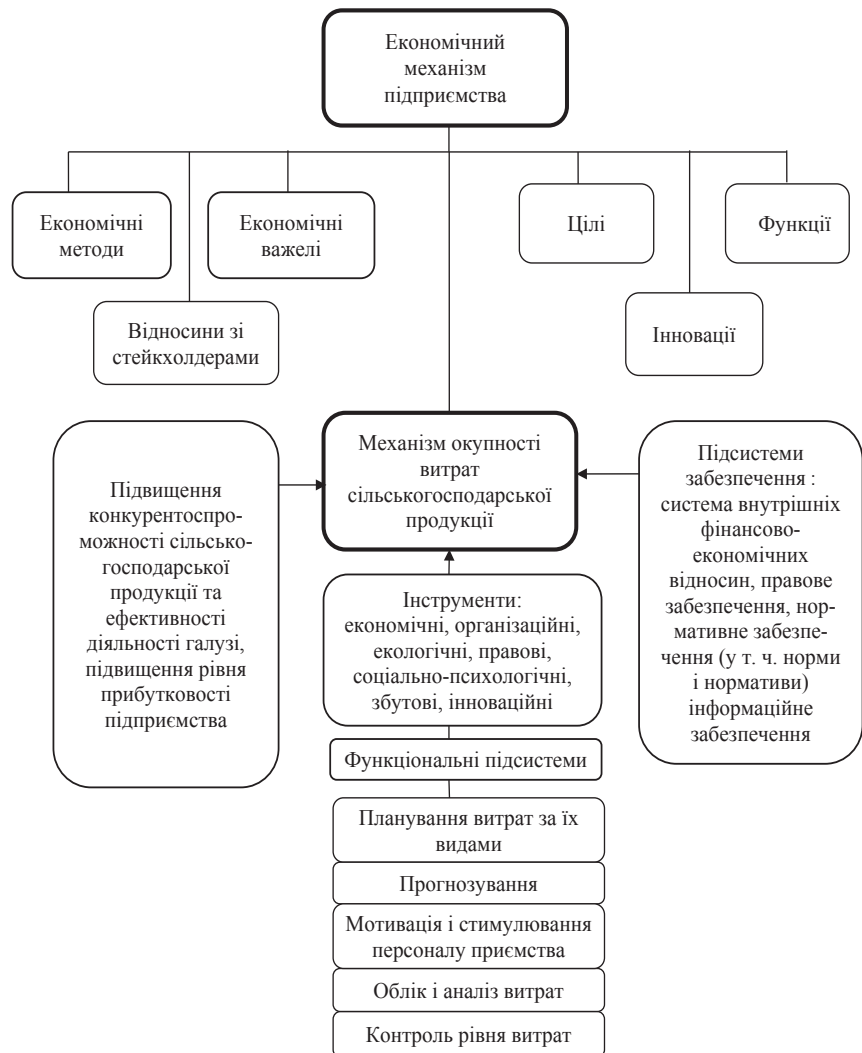 Економічний
механізм
підприємства
Економічні
методи
Економічні
важелі
Цілі
Функції
Відносини зі
стейкхолдерами
Інновації
Підвищення
конкурентоспро-
можності сільсько-
господарської
продукції та
ефективності
діяльності галузі,
підвищення рівня
прибутковості
підприємства
Механізм окупності
витрат
сільськогосподарської
продукції
Підсистеми
забезпечення :
система внутрішніх
фінансово-
економічних
відносин, правове
забезпечення, нор-
мативне забезпе-
чення (у т. ч. норми
і нормативи)
інформаційне
забезпечення
Інструменти:
економічні, організаційні,
екологічні, правові,
соціально-психологічні,
збутові, інноваційні
Функціональні підсистеми
Планування витрат за їх
видами
Прогнозування
Мотивація і стимулювання
персоналу приємства
Облік і аналіз витрат
Контроль рівня витрат